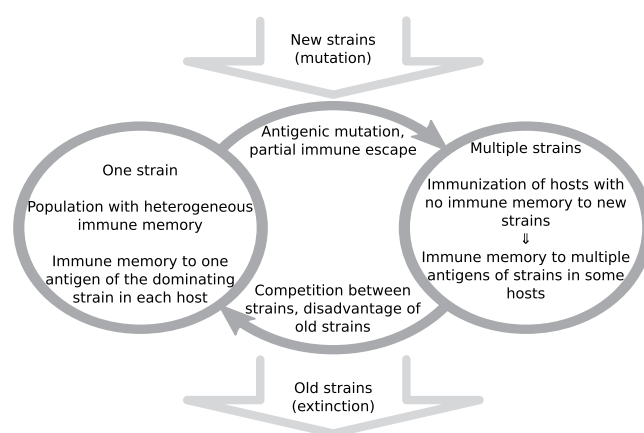 New strains
(mutation)
Antigenic mutation,
partial immune escape
One strain
Population with heterogeneous
immune memory
Immune memory to one
antigen of the dominating
strain in each host
Multiple strains
Immunization of hosts with
no immune memory to new
strains
⇓
Immune memory to multiple
antigens of strains in some
hosts
Competition between
strains, disadvantage of
old strains
Old strains
(extinction)